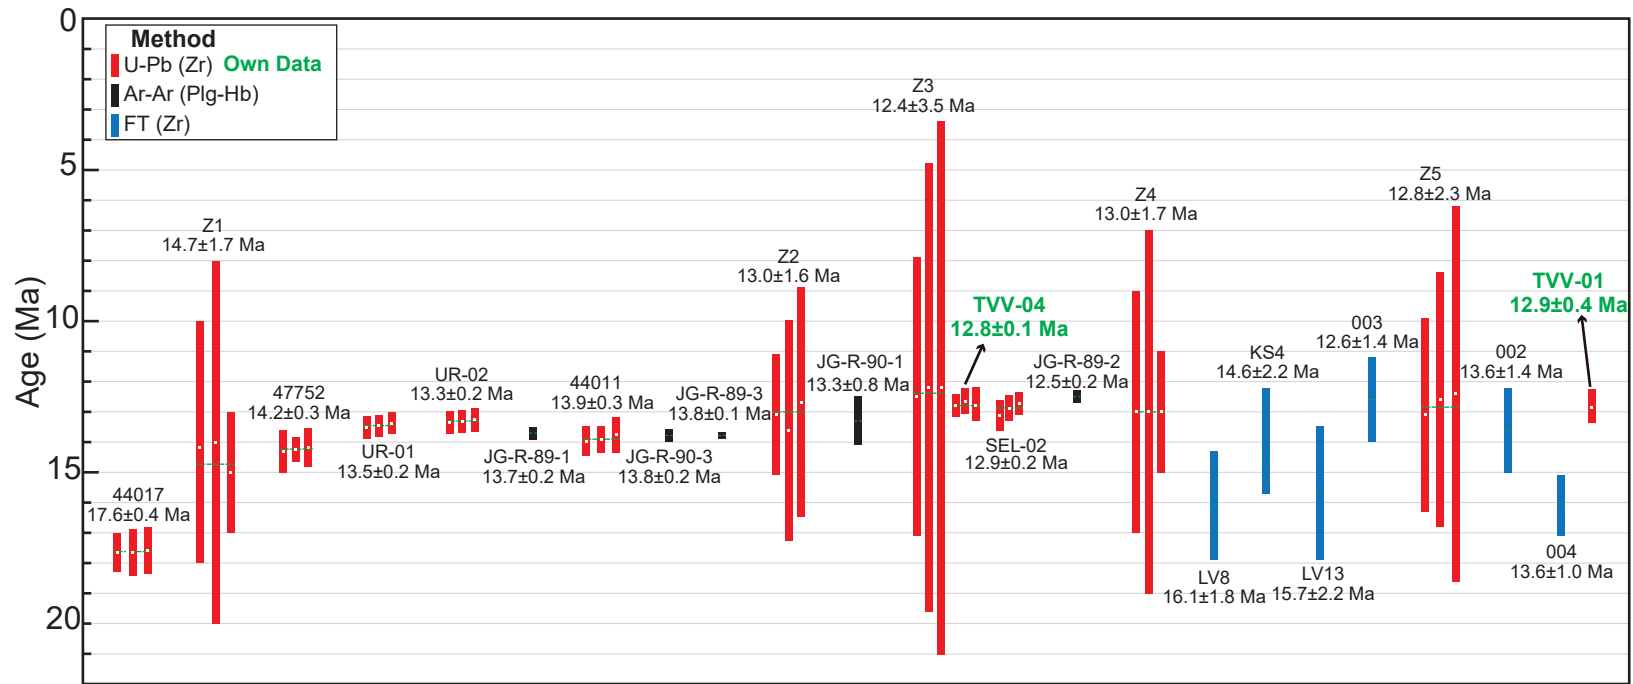 0
5
10
15
20
Age (Ma)
Method
U-Pb (Zr) Own Data
Ar-Ar (Plg-Hb)
FT (Zr)
44017
17.6±0.4 Ma
Z1
14.7±1.7 Ma
47752
14.2±0.3 Ma
UR-01
13.5±0.2 Ma
UR-02
13.3±0.2 Ma
JG-R-89-1
13.7±0.2 Ma
44011
13.9±0.3 Ma
JG-R-90-3
13.8±0.2 Ma
JG-R-89-3
13.8±0.1 Ma
Z2
13.0±1.6 Ma
JG-R-90-1
13.3±0.8 Ma
Z3
12.4±3.5 Ma
TVV-04
12.8±0.1 Ma
SEL-02
12.9±0.2 Ma
JG-R-89-2
12.5±0.2 Ma
Z4
13.0±1.7 Ma
LV8
16.1±1.8 Ma
KS4
14.6±2.2 Ma
LV13
15.7±2.2 Ma
003
12.6±1.4 Ma
Z5
12.8±2.3 Ma
002
13.6±1.4 Ma
004
13.6±1.0 Ma
TVV-01
12.9±0.4 Ma